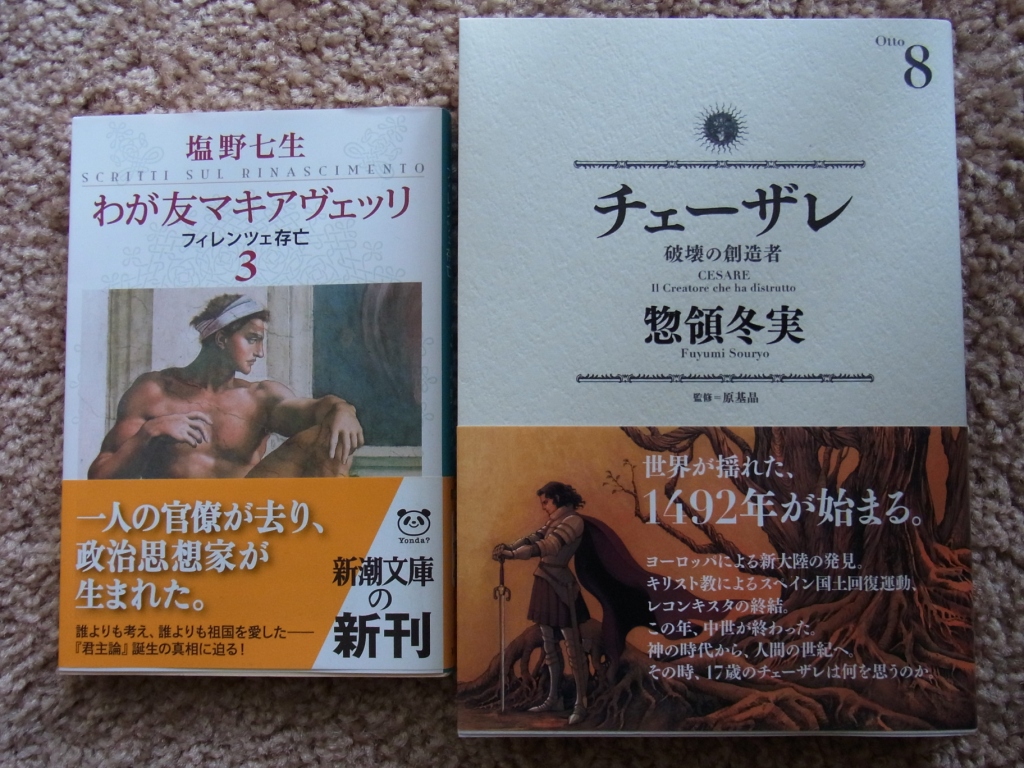 塩野七生
SCRITTI SUL RINASCIMENTO
わが友マキアヴェッリ
フィレンツェ存亡
3
一人の官僚が去り、
政治思想家が
生まれた。
誰よりも考え、誰よりも祖国を愛した――
『君主論』誕生の真相に迫る!
Yonda?
新潮文庫
の
新刊
Otto
8
チェーザレ
破壊の創造者
CESARE
Il Creatore che ha distrutto
惣領冬実
Fuyumi Souryo
監修=原基晶
世界が揺れた、
1492年が始まる。
ヨーロッパによる新大陸の発見。
キリスト教によるスペイン国土回復運動、
レコンキスタの終結。
この年、中世が終わった。
神の時代から、人間の世紀へ。
その時、17歳のチェーザレは何を思うのか。